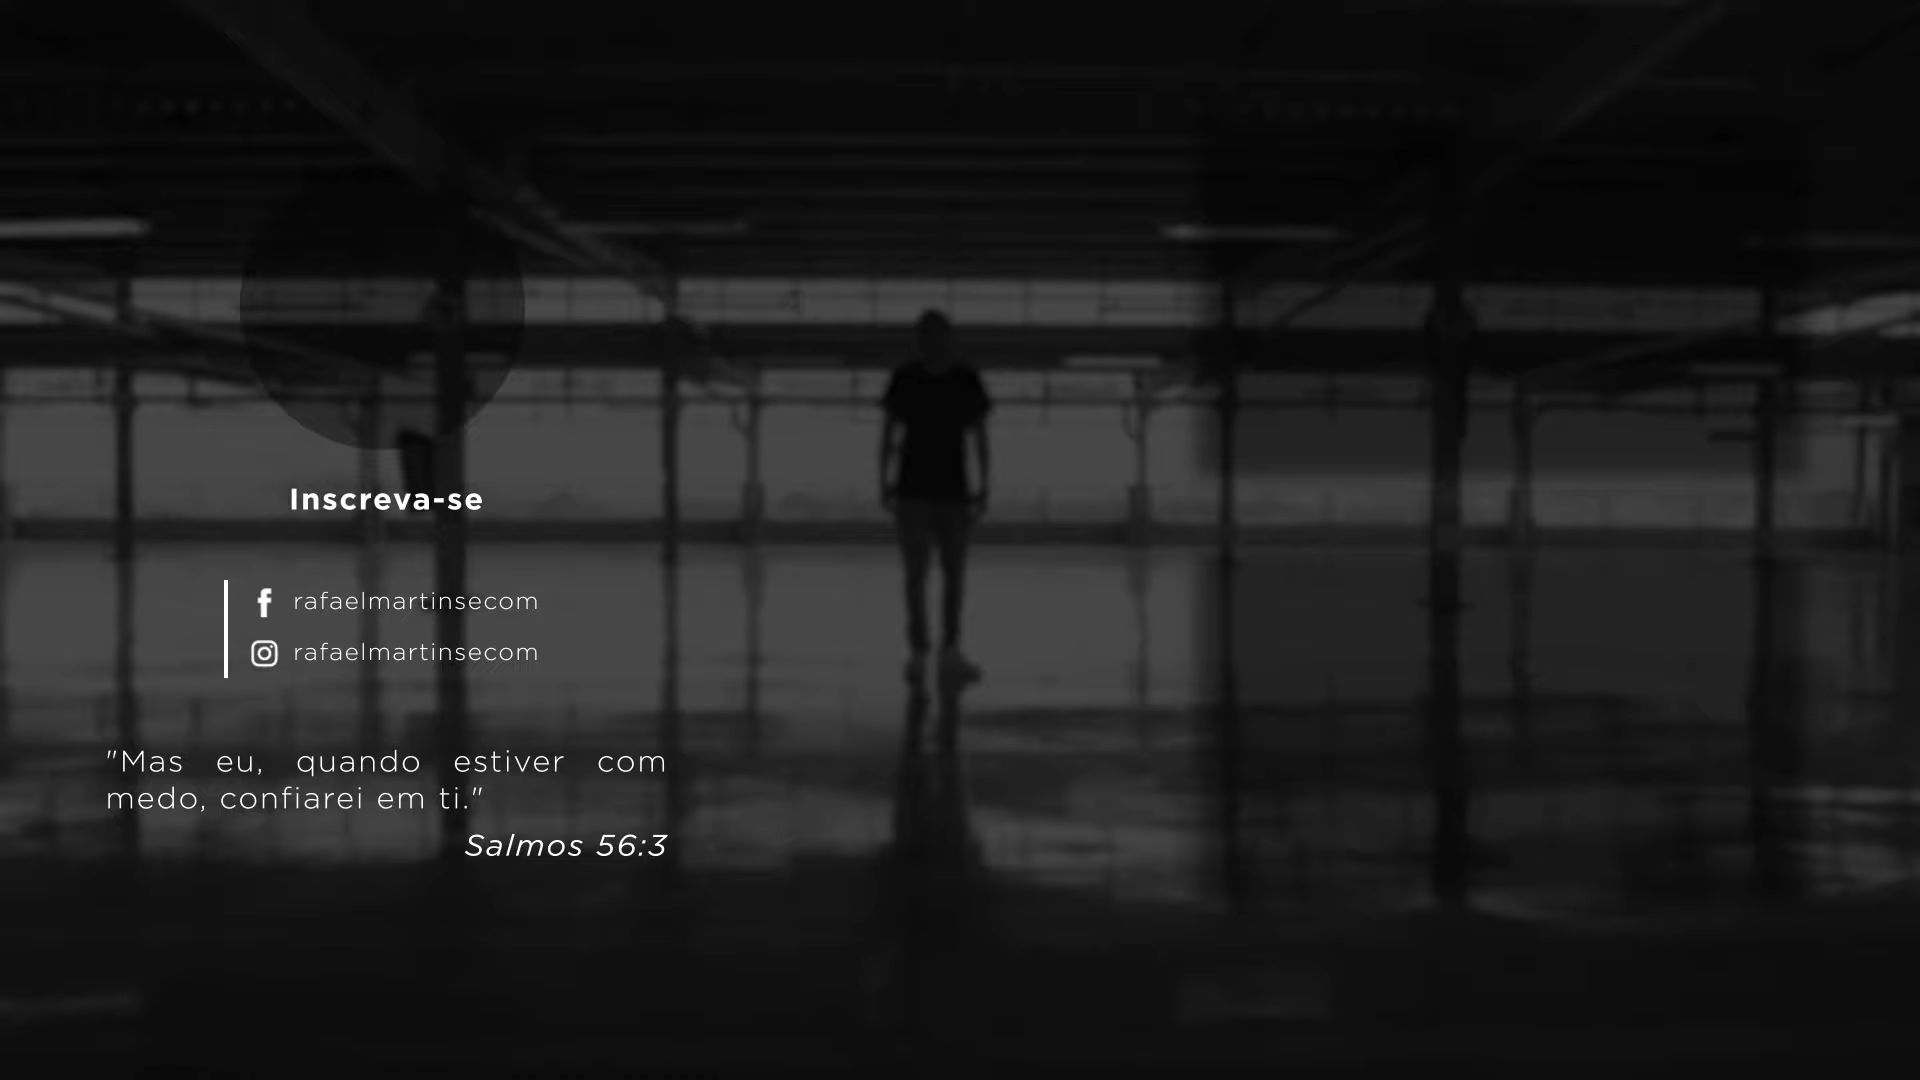 Inscreva-se
rafaelmartinsecom
rafaelmartinsecom
"Mas eu, quando estiver com
medo, confiarei em ti."
Salmos 56:3